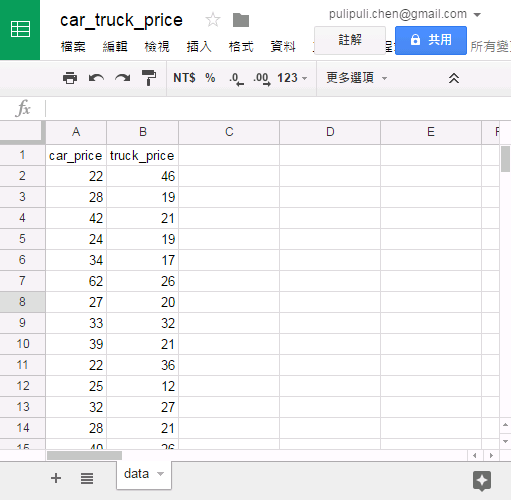 car_truck_price
pulipuli.chen@gmail.com
檔案 編輯 檢視 插入 格式 資料
註解
共用
所有變
NT$ % .0 .00 123 更多選項
fx
A B C D E F
1 car_price truck_price
2 22 46
3 28 19
4 42 21
5 24 19
6 34 17
7 62 26
8 27 20
9 33 32
10 39 21
11 22 36
12 25 12
13 32 27
14 28 21
15 40 26
data